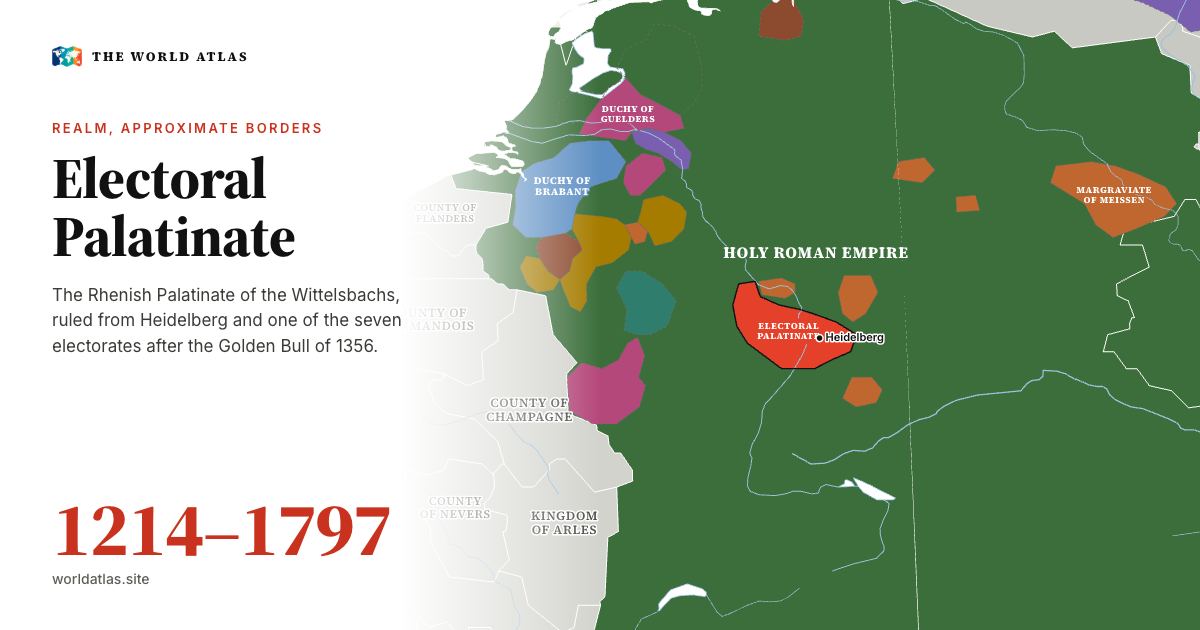 THE WORLD ATLAS
REALM, APPROXIMATE BORDERS
Electoral
Palatinate
The Rhenish Palatinate of the Wittelsbachs,
ruled from Heidelberg and one of the seven
electorates after the Golden Bull of 1356.
1214–1797
worldatlas.site
DUCHY OF
GUELDERS
DUCHY OF
BRABANT
COUNTY OF
FLANDERS
MARGRAVIATE
OF MEISSEN
HOLY ROMAN EMPIRE
ELECTORAL
PALATINATE
Heidelberg
COUNTY OF
CHAMPAGNE
COUNTY
OF NEVERS
KINGDOM
OF ARLES